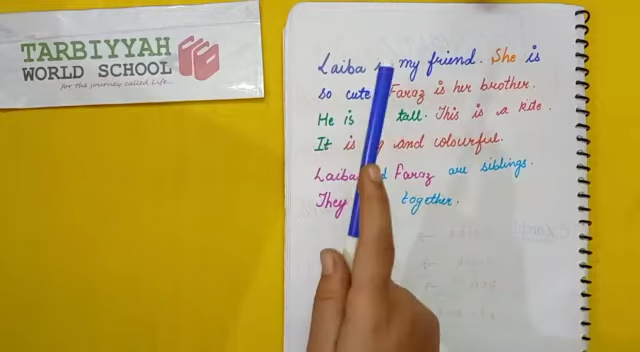 TARBIYYAH
WORLD SCHOOL
for the journey called Life...
Laiba my friend. She is
so cute Faraz is her brother.
He is tall. This is a kite.
It is and colourful.
Laiba Faraz are siblings.
They together.